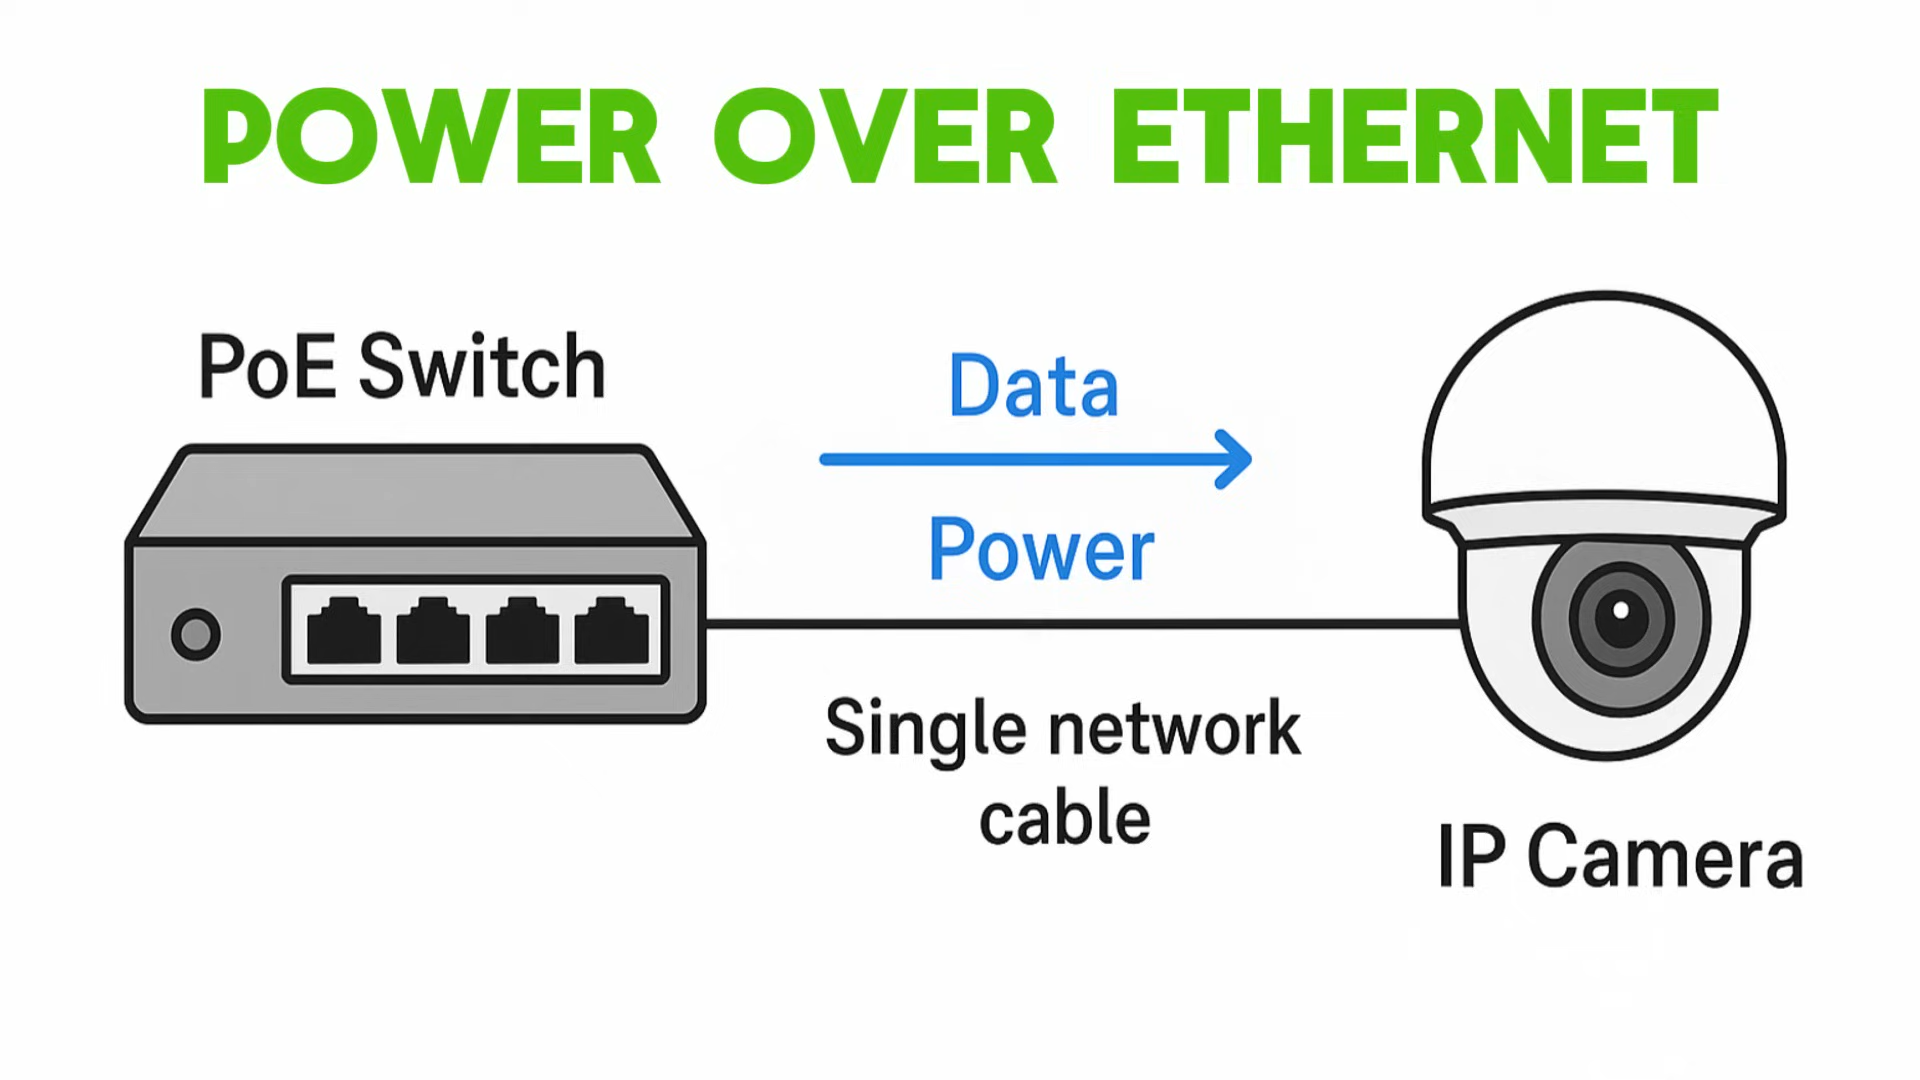 POWER OVER ETHERNET
PoE Switch
Data
Power
Single network
cable
IP Camera